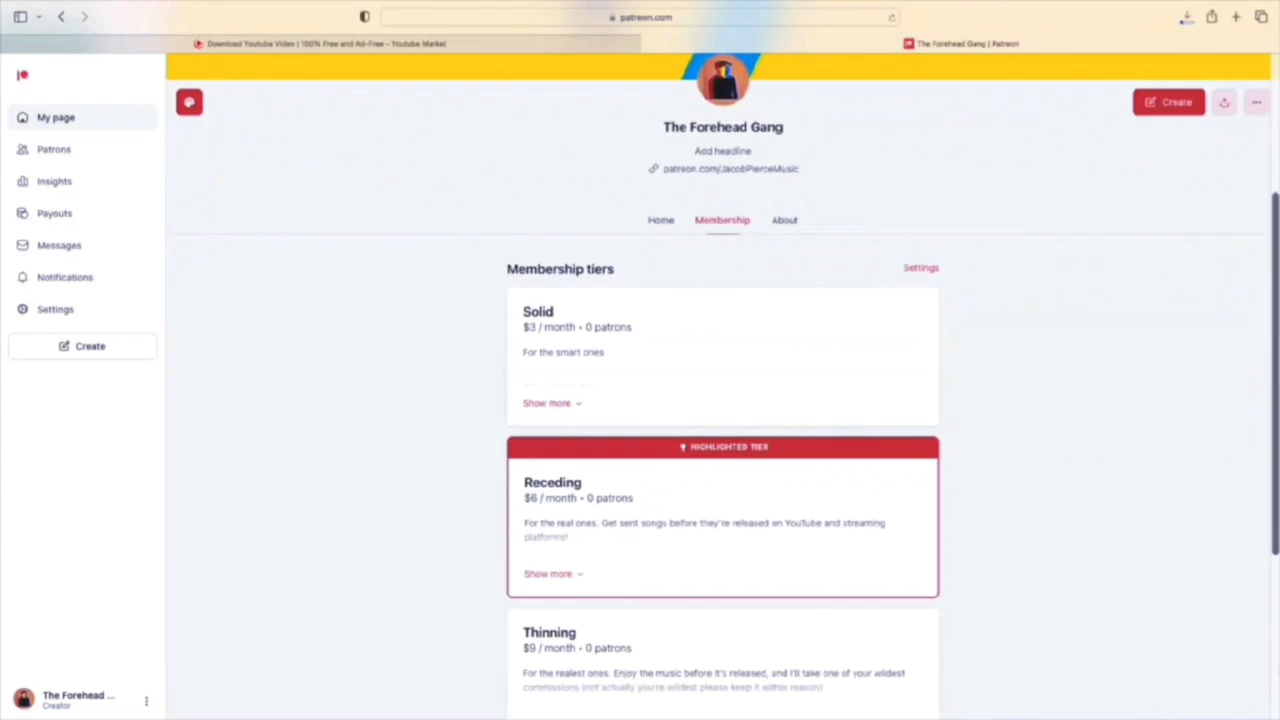 patreon.com
Download Youtube Video | 100% Free and Ad-Free - Youtube Market
The Forehead Gang | Patreon
My page
Patrons
Insights
Payouts
Messages
Notifications
Settings
Create
The Forehead ...
Creator
Create
The Forehead Gang
Add headline
patreon.com/JacobPierceMusic
Home Membership About
Membership tiers Settings
Solid
$3 / month • 0 patrons
For the smart ones
Show more
HIGHLIGHTED TIER
Receding
$6 / month • 0 patrons
For the real ones. Get sent songs before they're released on YouTube and streaming
platforms!
Show more
Thinning
$9 / month • 0 patrons
For the realest ones. Enjoy the music before it's released, and I'll take one of your wildest
commissions (not actually you're wildest please keep it within reason)